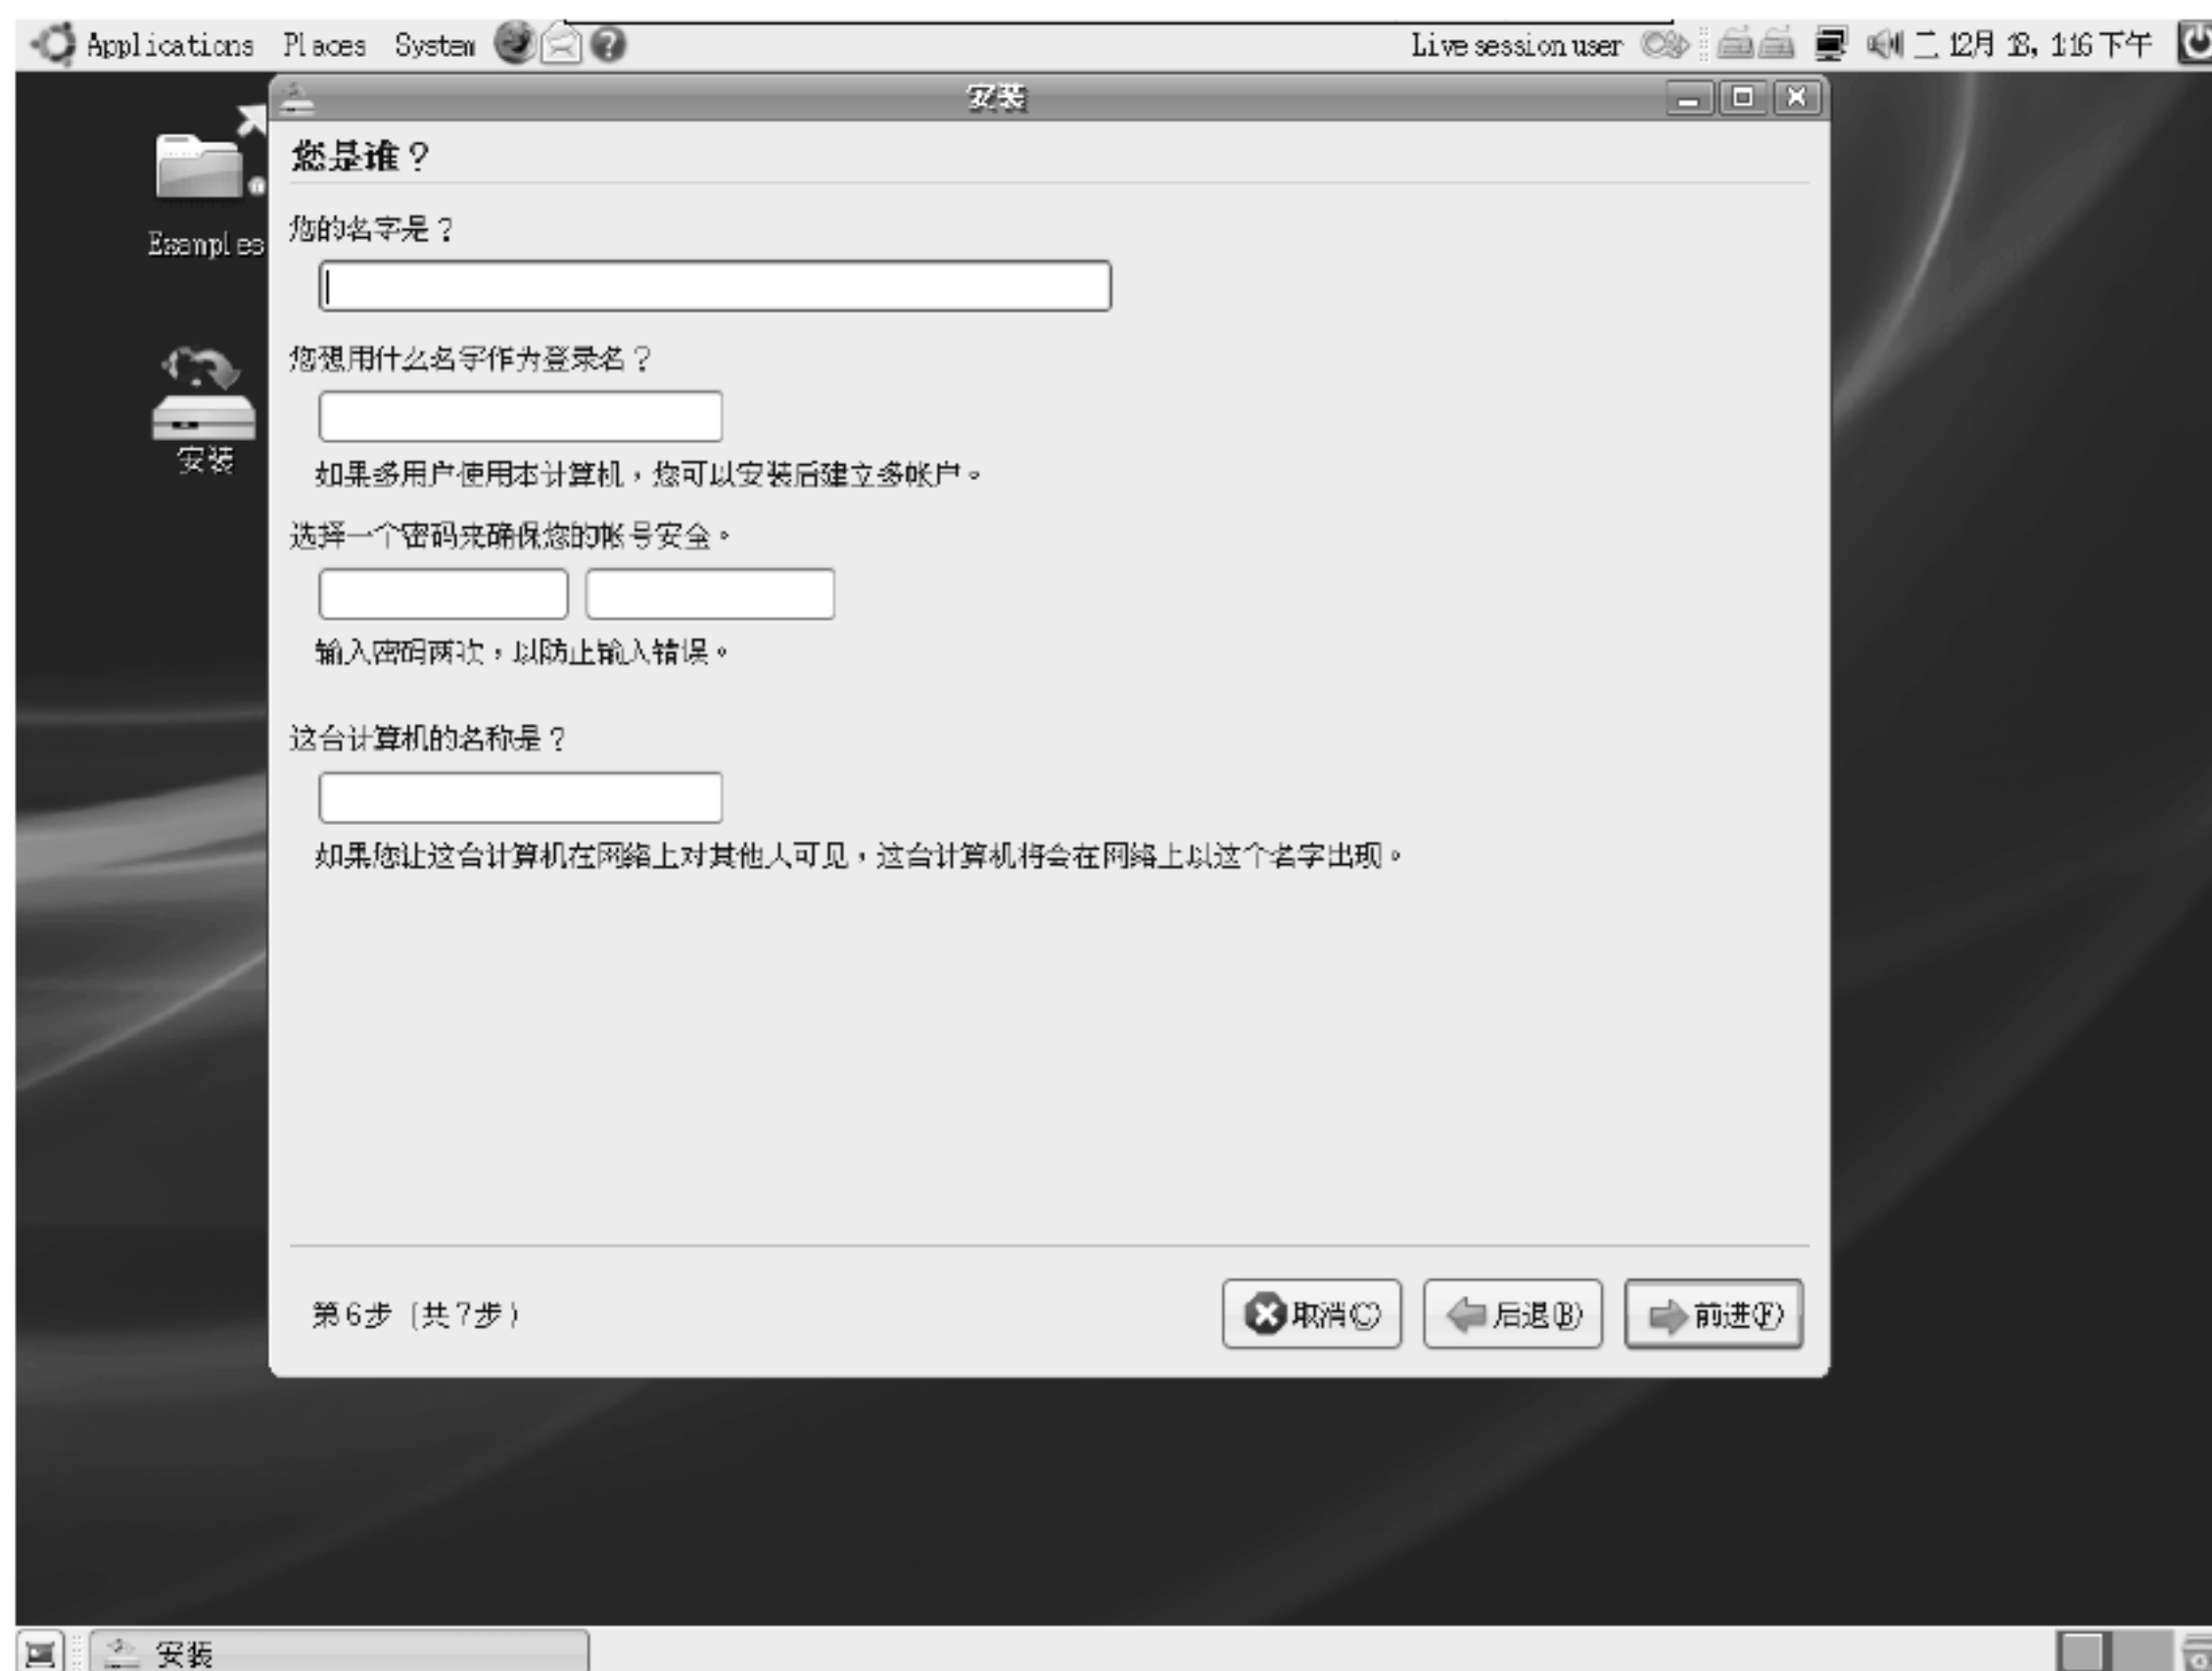 Applications Places System Live session user 二 12月 18, 1:16 下午
安装
您是谁？
Examples
您的名字是？
您想用什么名字作为登录名？
安装
如果多用户使用本计算机，您可以安装后建立多帐户。
选择一个密码来确保您的帐号安全。
输入密码两次，以防止输入错误。
这台计算机的名称是？
如果您让这台计算机在网络上对其他人可见，这台计算机将会在网络上以这个名字出现。
第 6 步（共 7 步） 取消(C) 后退(B) 前进(F)
安装